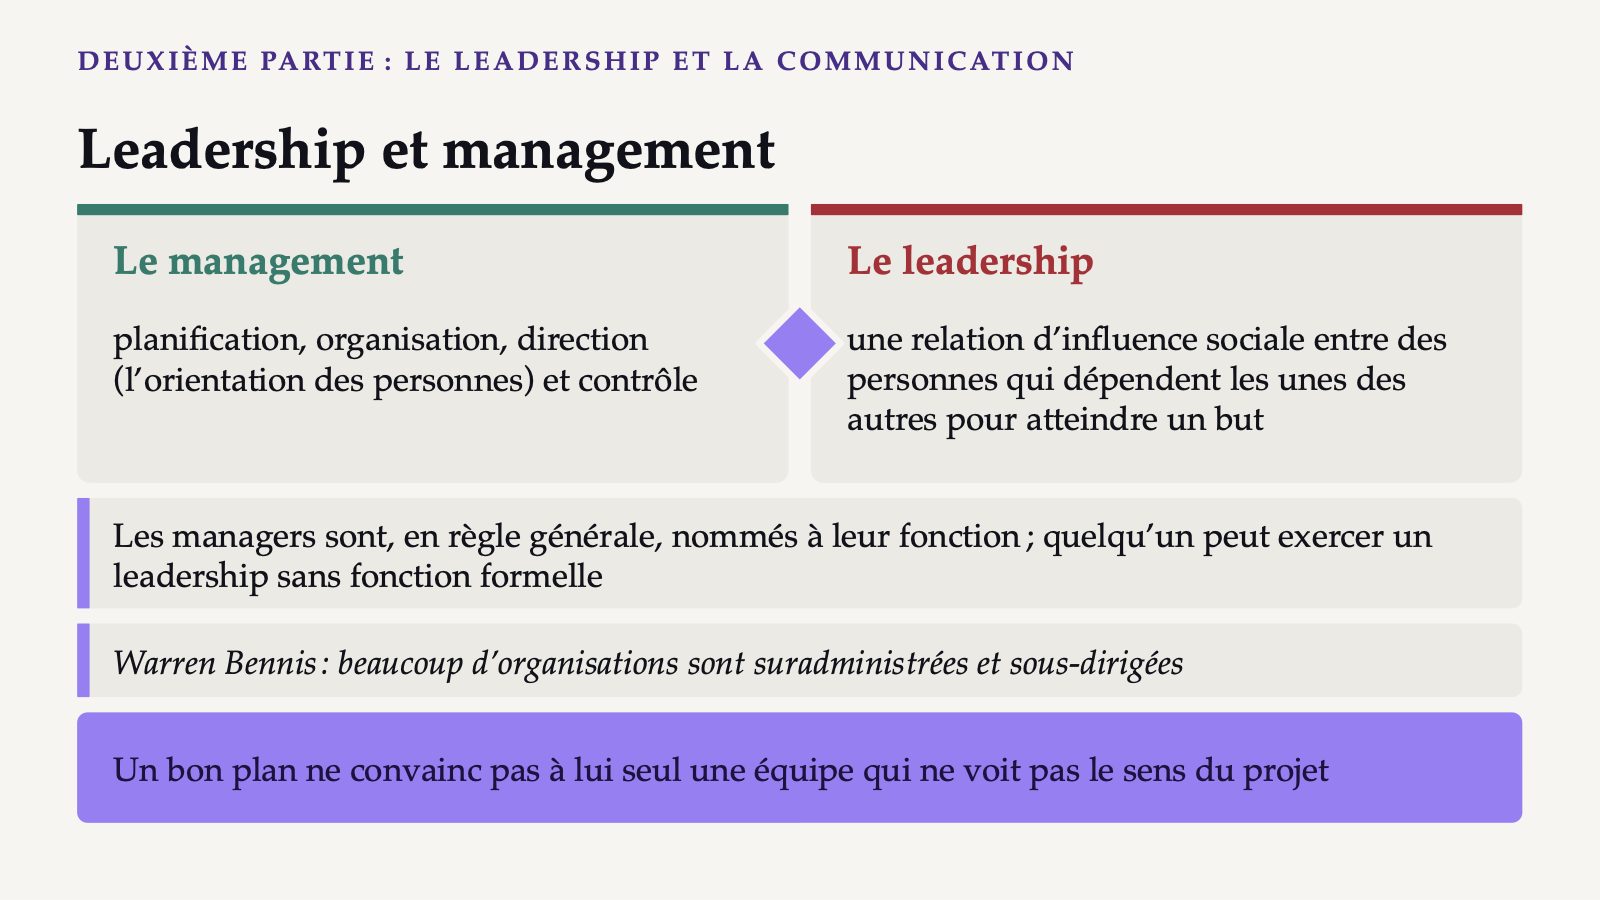 DEUXIÈME PARTIE : LE LEADERSHIP ET LA COMMUNICATION
Leadership et management
Le management
planification, organisation, direction
(l’orientation des personnes) et contrôle
Le leadership
une relation d’influence sociale entre des
personnes qui dépendent les unes des
autres pour atteindre un but
Les managers sont, en règle générale, nommés à leur fonction ; quelqu’un peut exercer un
leadership sans fonction formelle
Warren Bennis : beaucoup d’organisations sont suradministrées et sous-dirigées
Un bon plan ne convainc pas à lui seul une équipe qui ne voit pas le sens du projet